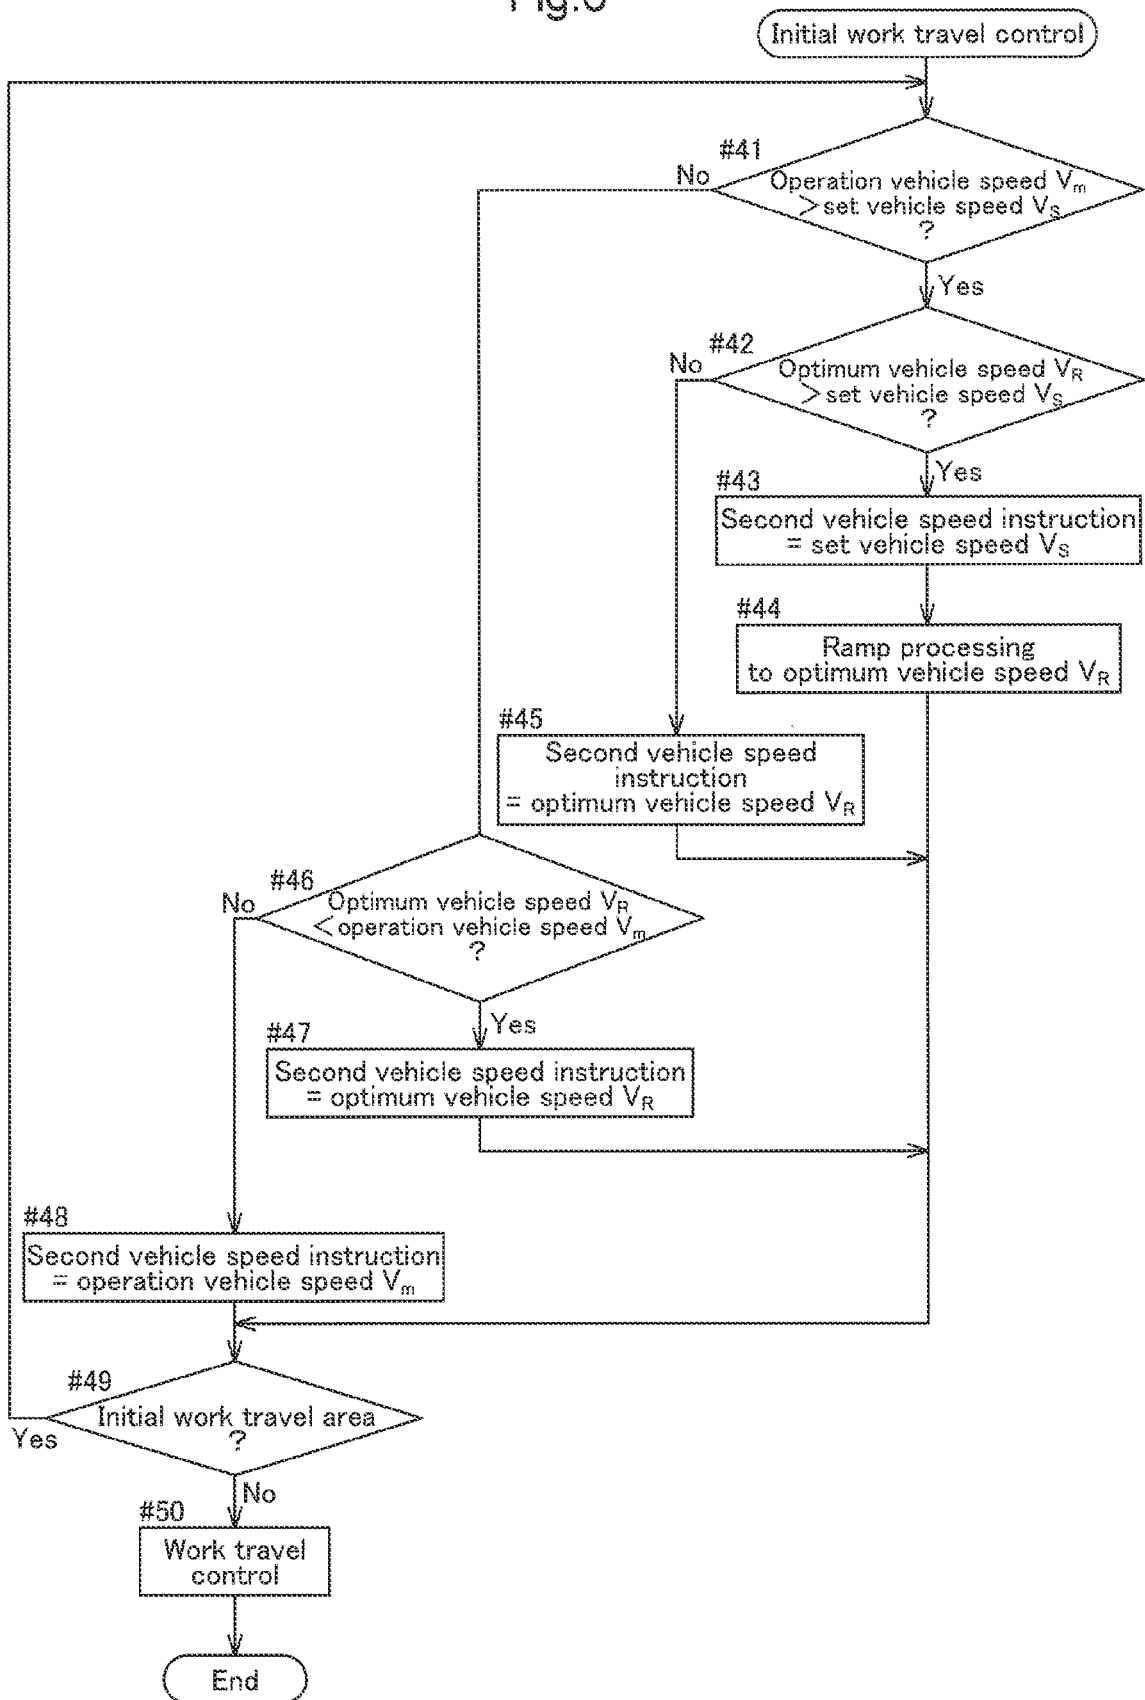 Initial work travel control
#41
No
Operation vehicle speed Vm
>set vehicle speed VS
?
Yes
#42
No
Optimum vehicle speed VR
>set vehicle speed VS
?
Yes
#43
Second vehicle speed instruction
= set vehicle speed VS
#44
Ramp processing
to optimum vehicle speed VR
#45
Second vehicle speed
instruction
= optimum vehicle speed VR
#46
No
Optimum vehicle speed VR
<operation vehicle speed Vm
?
Yes
#47
Second vehicle speed instruction
= optimum vehicle speed VR
#48
Second vehicle speed instruction
= operation vehicle speed Vm
#49
Initial work travel area
?
Yes
No
#50
Work travel
control
End